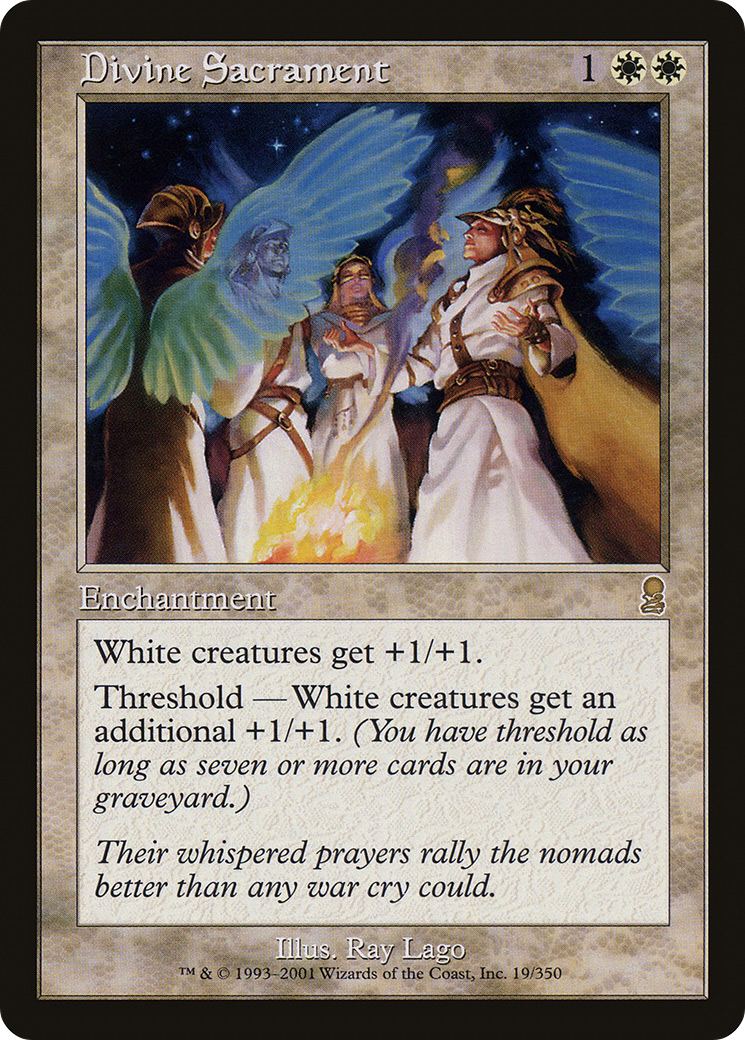 Divine Sacrament 1
Enchantment
White creatures get +1/+1.
Threshold — White creatures get an
additional +1/+1. (You have threshold as
long as seven or more cards are in your
graveyard.)
Their whispered prayers rally the nomads
better than any war cry could.
Illus. Ray Lago
™ & © 1993–2001 Wizards of the Coast, Inc. 19/350